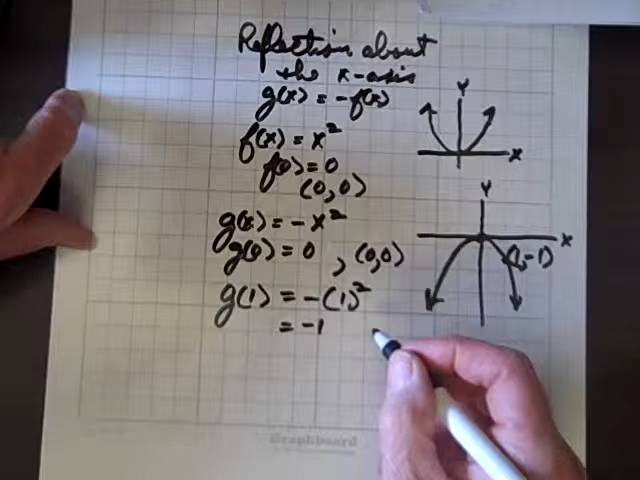 Reflection about
the x-axis
g(x) = -f(x)
f(x) = x²
f(0) = 0
(0,0)
g(x) = -x²
g(0) = 0 , (0,0)
g(1) = -(1)²
= -1
Y
X
Y
X
(1,-1)
Graphboard